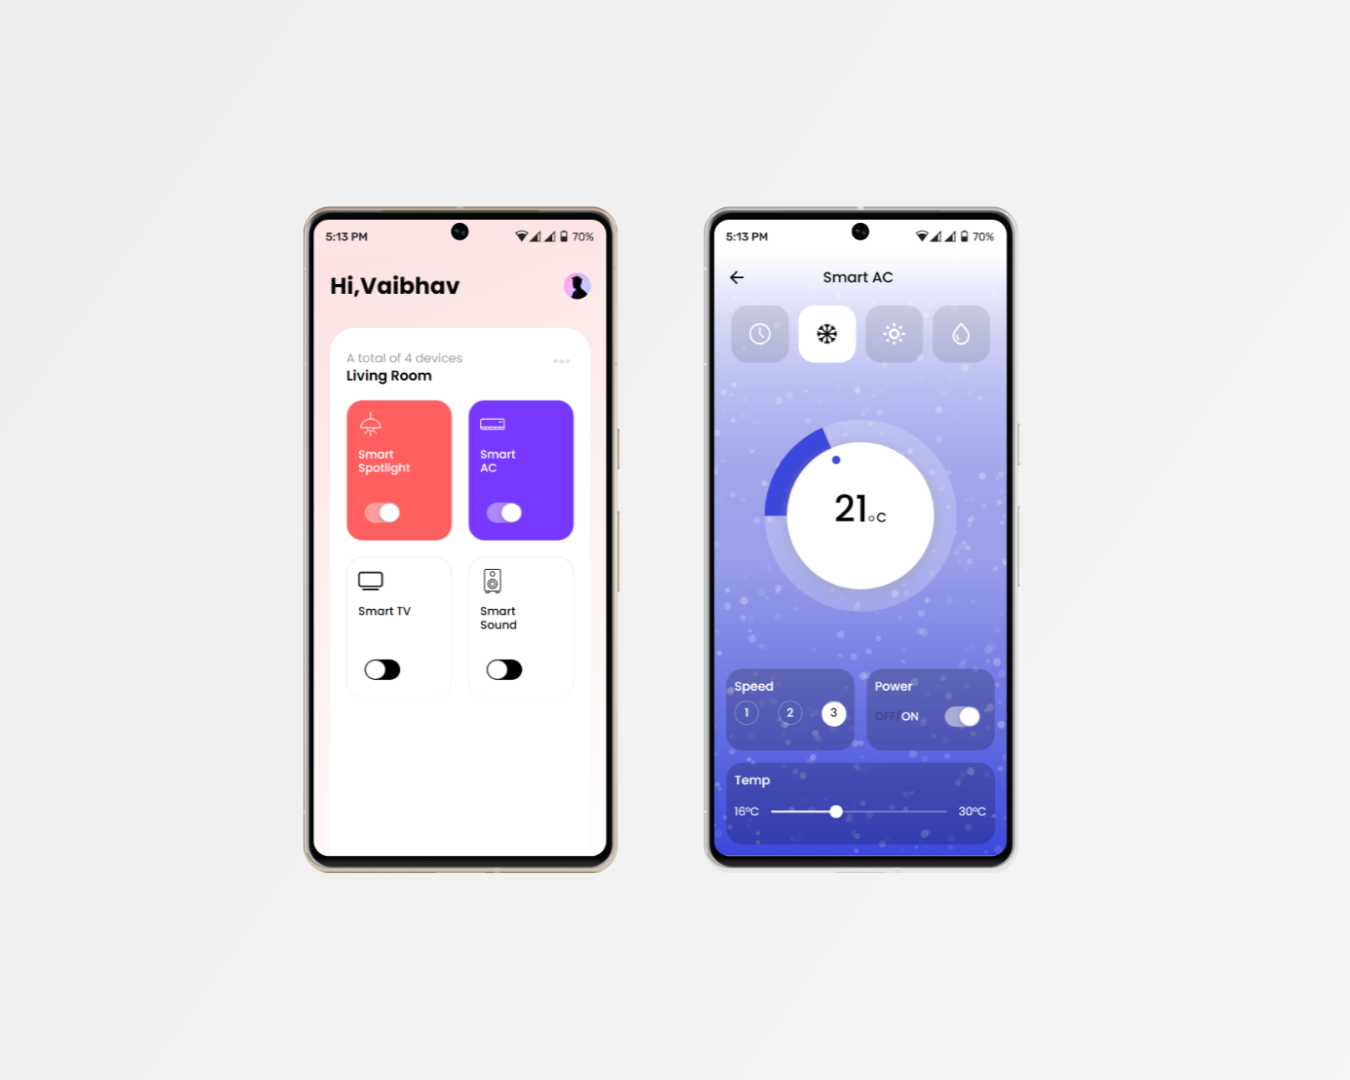 5:13 PM
70%
Hi,Vaibhav
A total of 4 devices
Living Room
Smart
Spotlight
Smart
AC
Smart TV
Smart
Sound
5:13 PM
70%
Smart AC
21°C
Speed
1 2 3
Power
OFF/ON
Temp
16°C
30°C